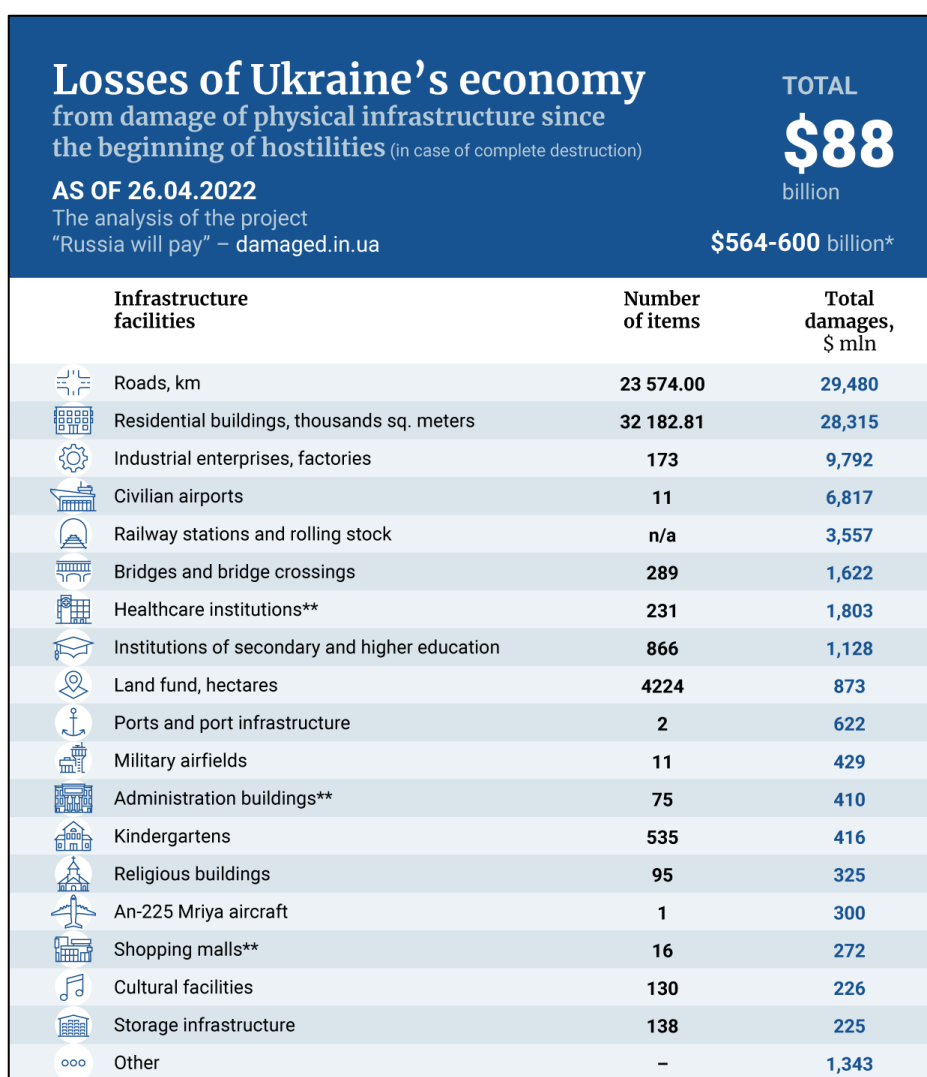 Losses of Ukraine’s economy
from damage of physical infrastructure since
the beginning of hostilities (in case of complete destruction)
AS OF 26.04.2022
The analysis of the project
“Russia will pay” – damaged.in.ua
TOTAL
$88
billion
$564-600 billion*
Infrastructure facilities Number of items Total damages, $ mln
Roads, km 23 574.00 29,480
Residential buildings, thousands sq. meters 32 182.81 28,315
Industrial enterprises, factories 173 9,792
Civilian airports 11 6,817
Railway stations and rolling stock n/a 3,557
Bridges and bridge crossings 289 1,622
Healthcare institutions** 231 1,803
Institutions of secondary and higher education 866 1,128
Land fund, hectares 4224 873
Ports and port infrastructure 2 622
Military airfields 11 429
Administration buildings** 75 410
Kindergartens 535 416
Religious buildings 95 325
An-225 Mriya aircraft 1 300
Shopping malls** 16 272
Cultural facilities 130 226
Storage infrastructure 138 225
Other – 1,343